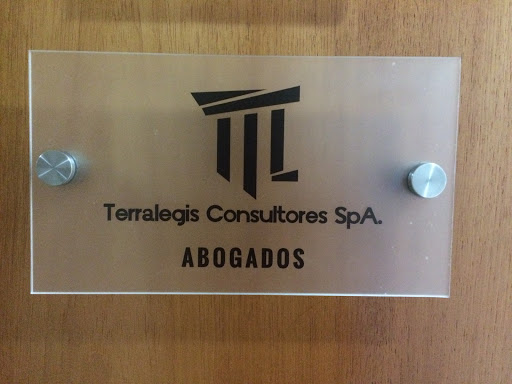 Terralegis Consultores SpA.
ABOGADOS